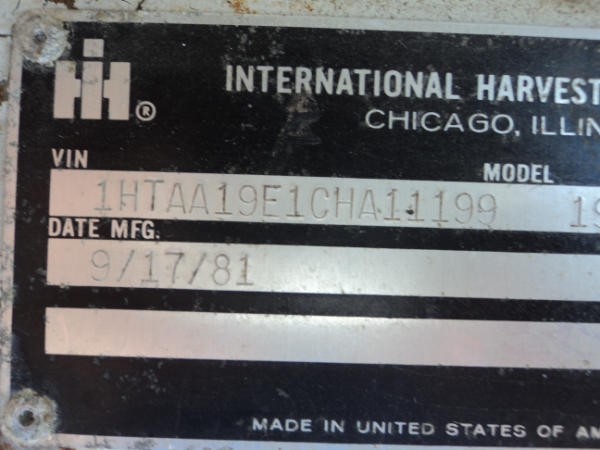 IH ®
INTERNATIONAL HARVEST
CHICAGO, ILLIN
VIN MODEL
1HTAA19E1CHA11199 19
DATE MFG.
9/17/81
MADE IN UNITED STATES OF AM